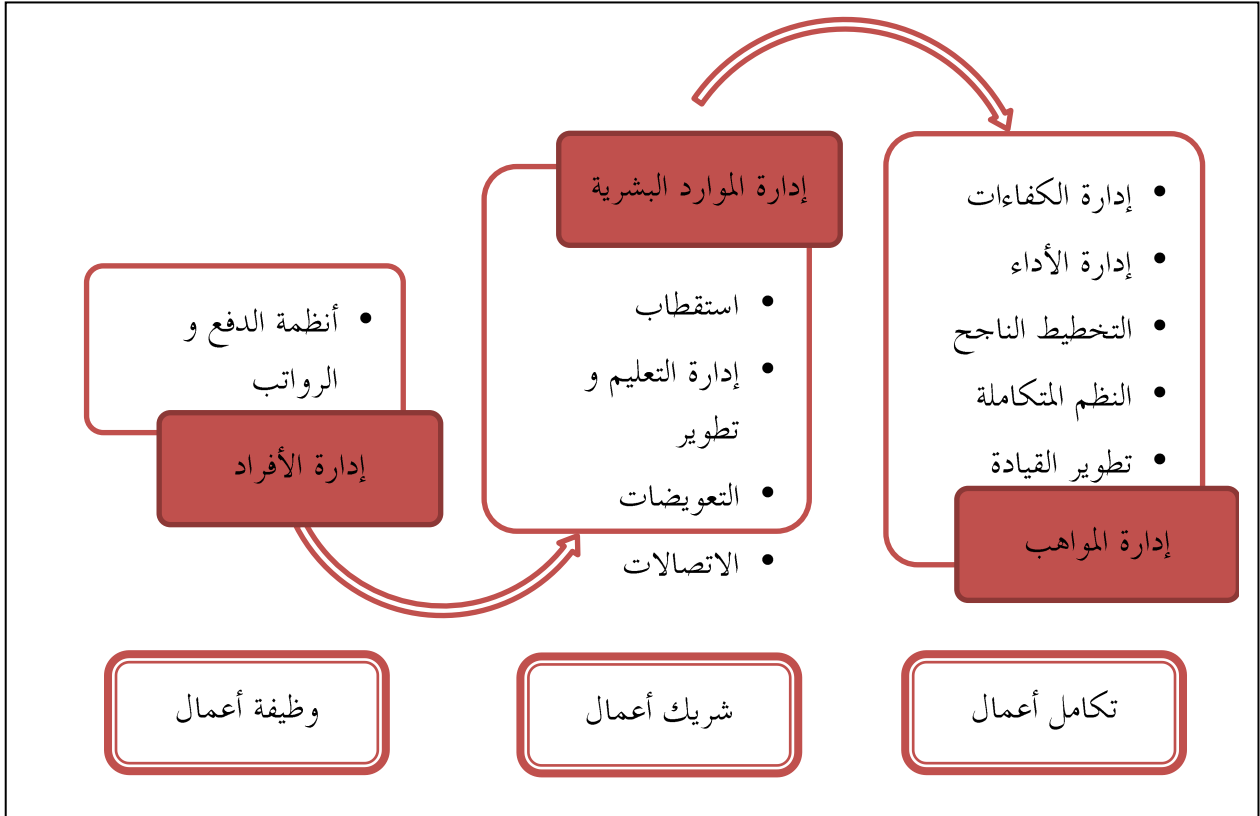 أنظمة الدفع و
الرواتب
إدارة الأفراد
إدارة الموارد البشرية
استقطاب
إدارة التعليم و
تطوير
التعويضات
الاتصالات
إدارة الكفاءات
إدارة الأداء
التخطيط الناجح
النظم المتكاملة
تطوير القيادة
إدارة المواهب
وظيفة أعمال
شريك أعمال
تكامل أعمال